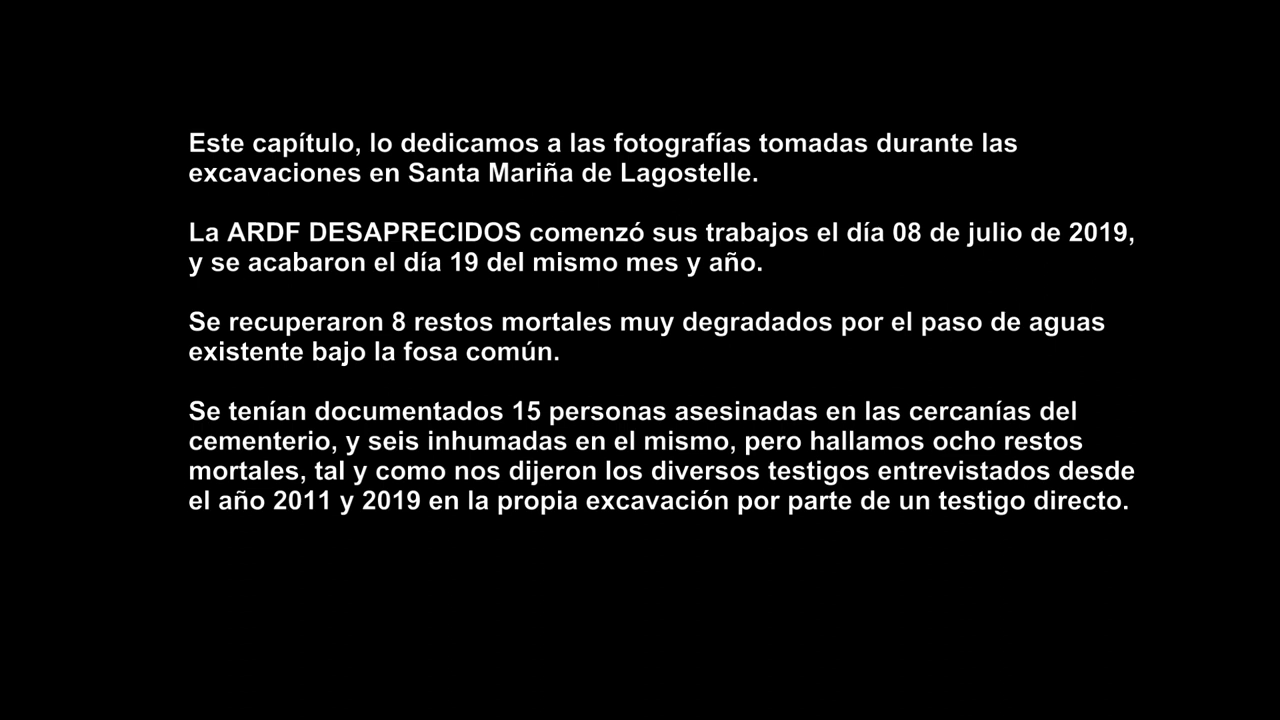 Este capítulo, lo dedicamos a las fotografías tomadas durante las
excavaciones en Santa Mariña de Lagostelle.
La ARDF DESAPRECIDOS comenzó sus trabajos el día 08 de julio de 2019,
y se acabaron el día 19 del mismo mes y año.
Se recuperaron 8 restos mortales muy degradados por el paso de aguas
existente bajo la fosa común.
Se tenían documentados 15 personas asesinadas en las cercanías del
cementerio, y seis inhumadas en el mismo, pero hallamos ocho restos
mortales, tal y como nos dijeron los diversos testigos entrevistados desde
el año 2011 y 2019 en la propia excavación por parte de un testigo directo.